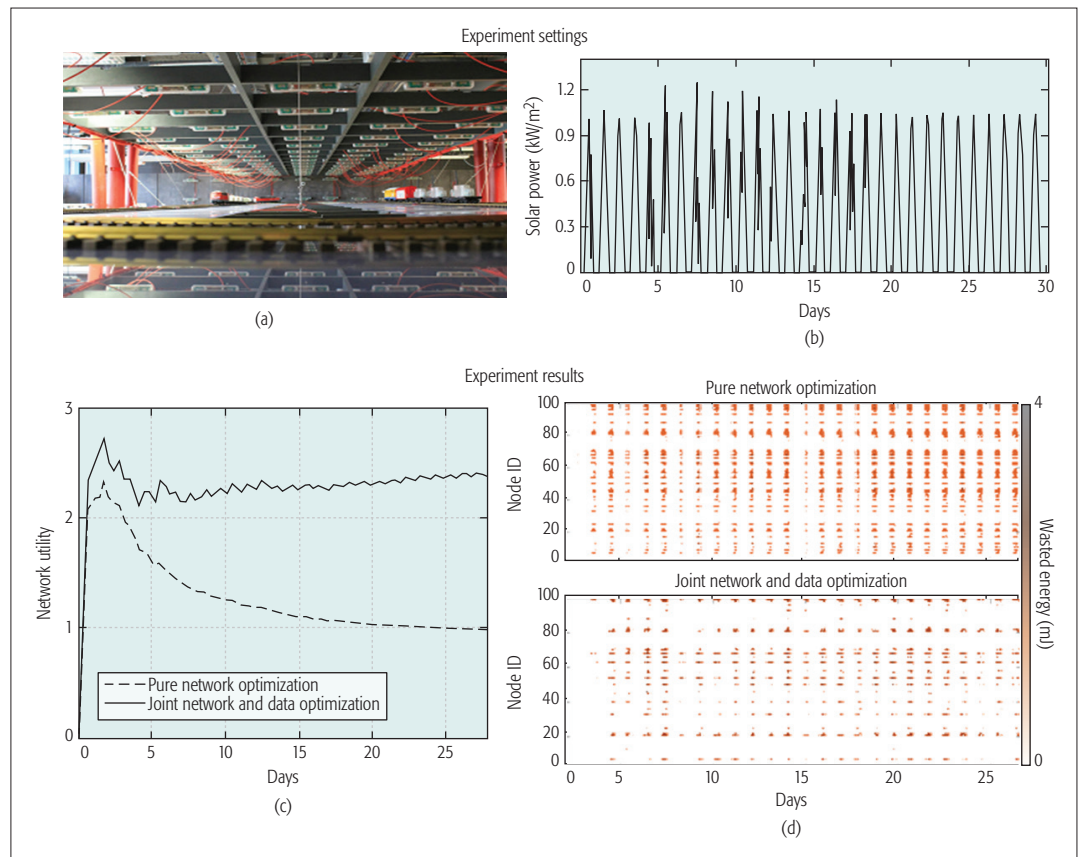 Experiment settings
(a)
Solar power (kW/m2)
1.2
0.9
0.6
0.3
0
0
5
10
15
20
25
30
Days
(b)
Experiment results
3
2
1
0
Network utility
Pure network optimization
Joint network and data optimization
0
5
10
15
20
25
Days
(c)
Pure network optimization
100
80
60
40
20
0
Node ID
Joint network and data optimization
100
80
60
40
20
0
Node ID
0
5
10
15
20
25
Days
4
0
Wasted energy (mJ)
(d)